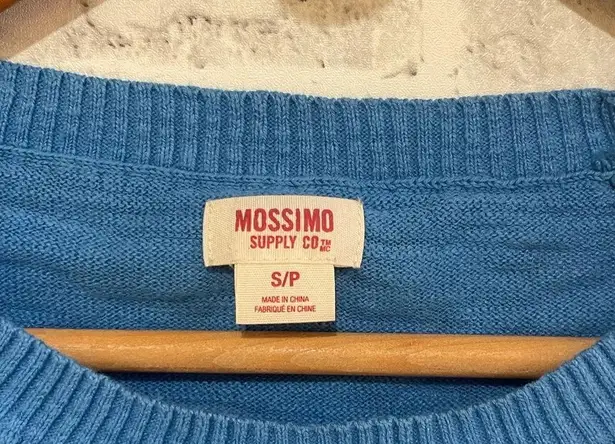 MOSSIMO
SUPPLY CO TM MC
S/P
MADE IN CHINA
FABRIQUÉ EN CHINE